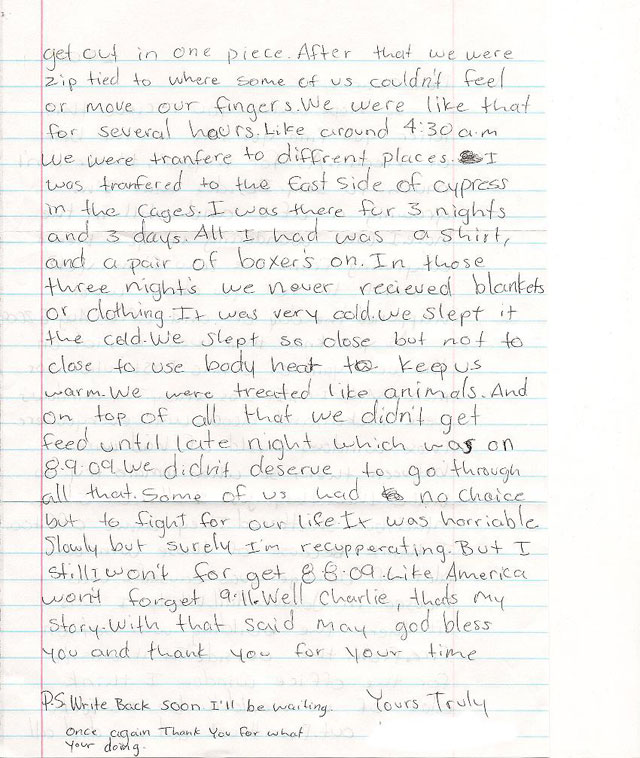 get out in one piece. After that we were
zip tied to where some of us couldn't feel
or move our fingers. We were like that
for several hours. Like around 4:30 a.m
we were tranfere to diffrent places. I
was tranfered to the East side of cypress
in the cages. I was there for 3 nights
and 3 days. All I had was a shirt,
and a pair of boxer's on. In those
three night's we never recieved blankets
or clothing. It was very cold. we slept it
the cold. We slept so close but not to
close to use body heat to keep us
warm. We were treated like animals. And
on top of all that we didn't get
feed until late night which was on
8.9.09. We didn't deserve to go through
all that. Some of us had no choice
but to fight for our life It was horriable
Slowly but surely I'm recupperating. But I
still I won't for get 8.8.09. Like America
won't forget 9.11. Well Charlie, thats my
story. With that said may god bless
you and thank you for your time
P.S. Write Back soon I'll be waiting. Yours Truly
Once again Thank You for what
your doing.